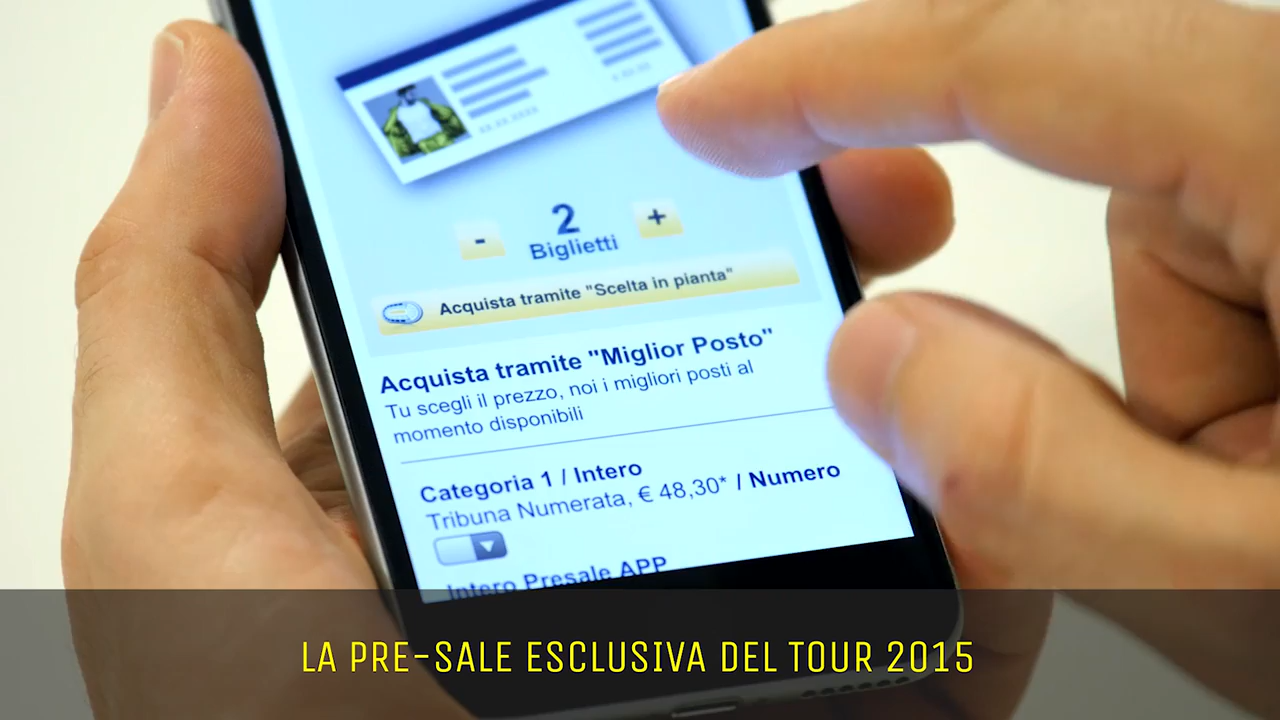 - 2 +
Biglietti
Acquista tramite "Scelta in pianta"
Acquista tramite "Miglior Posto"
Tu scegli il prezzo, noi i migliori posti al
momento disponibili
Categoria 1 / Intero
Tribuna Numerata, € 48,30* / Numero
Intero Presale APP
LA PRE-SALE ESCLUSIVA DEL TOUR 2015